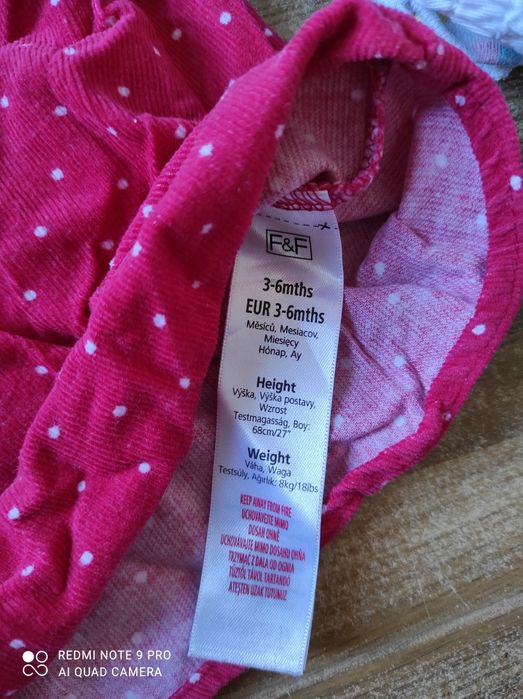 F&F
3-6mths
EUR 3-6mths
Měsíců, Mesiacov,
Miesięcy
Hónap, Ay
Height
Výška, Výška postavy,
Wzrost
Testmagasság, Boy:
68cm/27"
Weight
Váha, Waga
Testsúly, Ağırlık: 8kg/18lbs
KEEP AWAY FROM FIRE
UCHOVÁVEJTE MIMO
DOSAH OHNĚ
UCHOVÁVAJTE MIMO DOSAHU OHŇA
TRZYMAĆ Z DALA OD OGNIA
TŰZTŐL TÁVOL TARTANDÓ
ATEŞTEN UZAK TUTUNUZ
REDMI NOTE 9 PRO
AI QUAD CAMERA